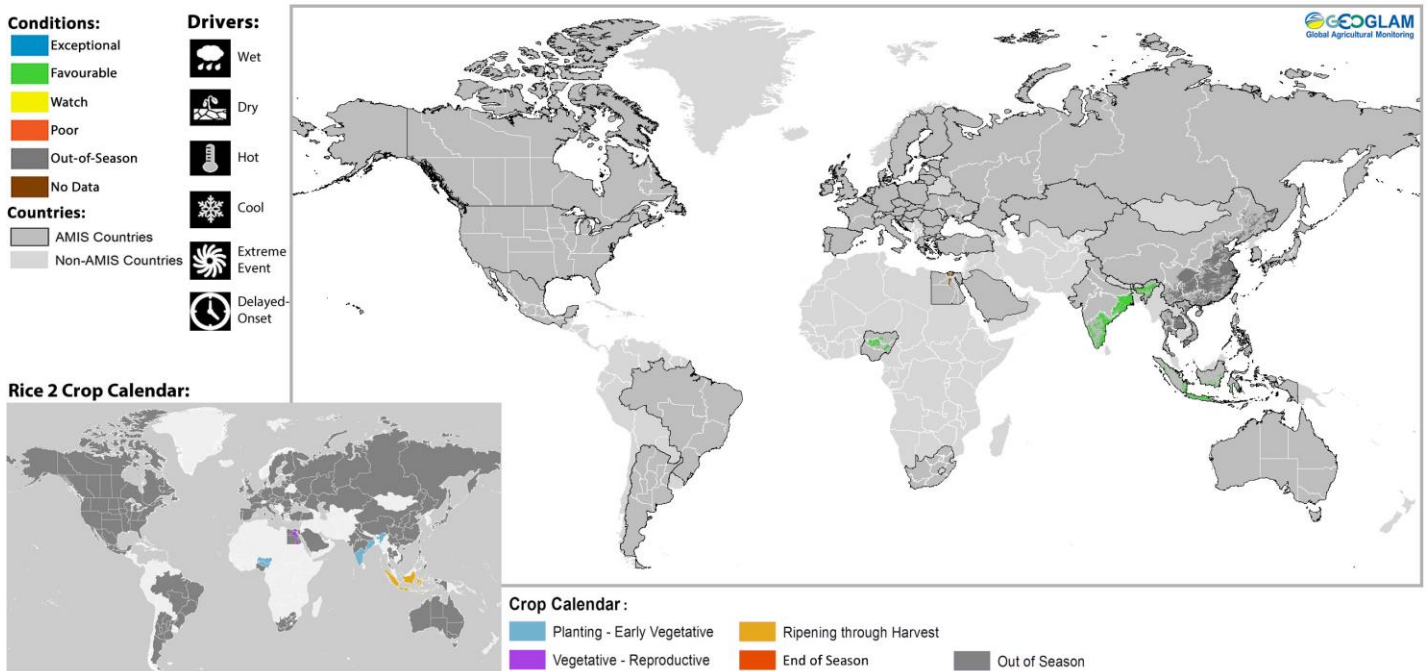 Conditions:
Exceptional
Favourable
Watch
Poor
Out-of-Season
No Data
Countries:
AMIS Countries
Non-AMIS Countries
Drivers:
Wet
Dry
Hot
Cool
Extreme
Event
Delayed-
Onset
GEOGLAM
Global Agricultural Monitoring
Rice 2 Crop Calendar:
Crop Calendar :
Planting - Early Vegetative
Ripening through Harvest
Vegetative - Reproductive
End of Season
Out of Season